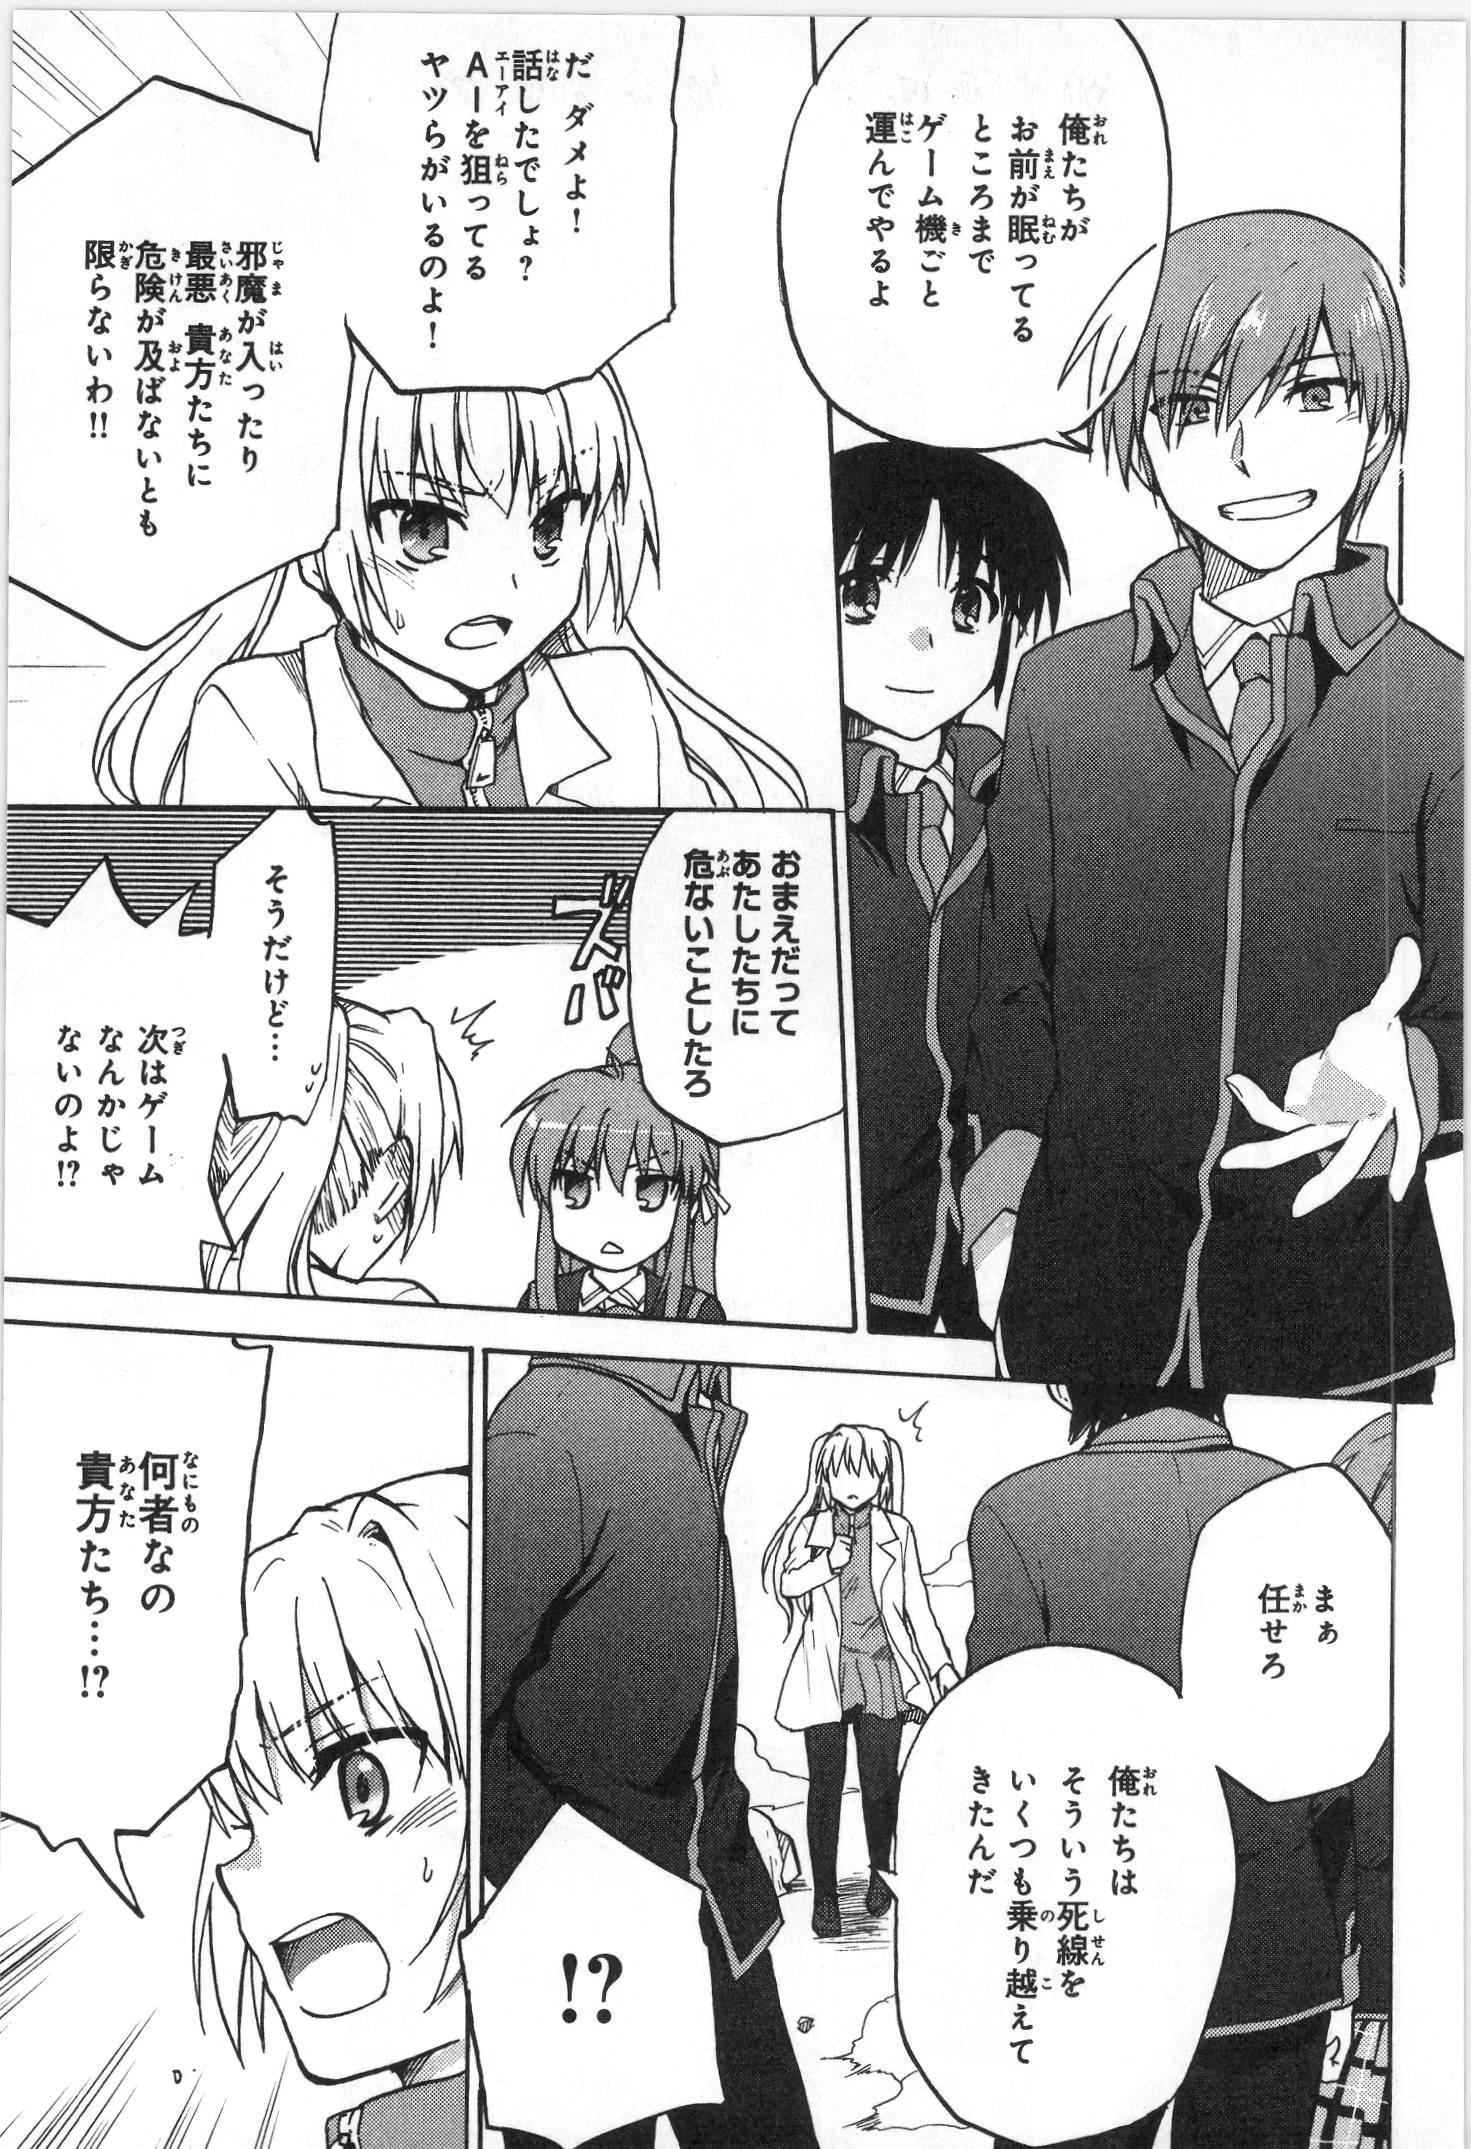 俺たちが
お前が眠ってる
ところまで
ゲーム機ごと
運んでやるよ
だ ダメよ!
話したでしょ?
AIを狙ってる
ヤツらがいるのよ!
邪魔が入ったり
最悪 貴方たちに
危険が及ばないとも
限らないわ!!
おまえだって
あたしたちに
危ないことしたろ
ズバ
そうだけど…
次はゲーム
なんかじゃ
ないのよ!?
まぁ
任せろ
俺たちは
そういう死線を
いくつも乗り越えて
きたんだ
!?
何者なの
貴方たち…!?